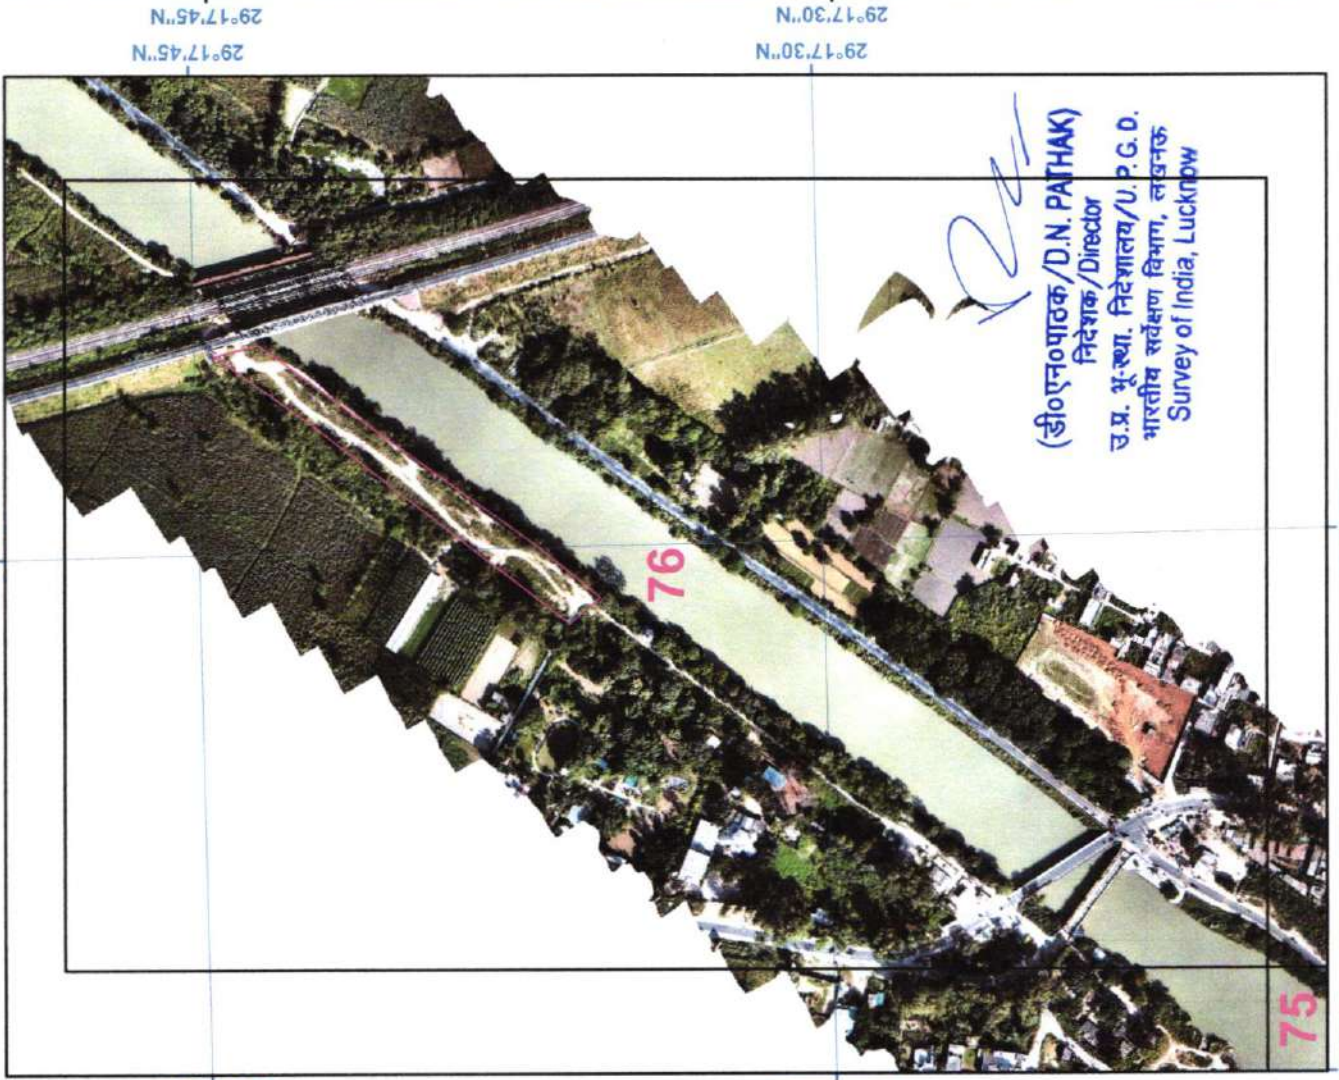 29°17'45"N
29°17'30"N
29°17'45"N
29°17'30"N
(डी०एन०पाठक/D.N. PATHAK)
निदेशक/Director
उ.प्र. भू-स्था. निदेशालय/U.P.G.D.
भारतीय सर्वेक्षण विभाग, लखनऊ
Survey of India, Lucknow
76
75